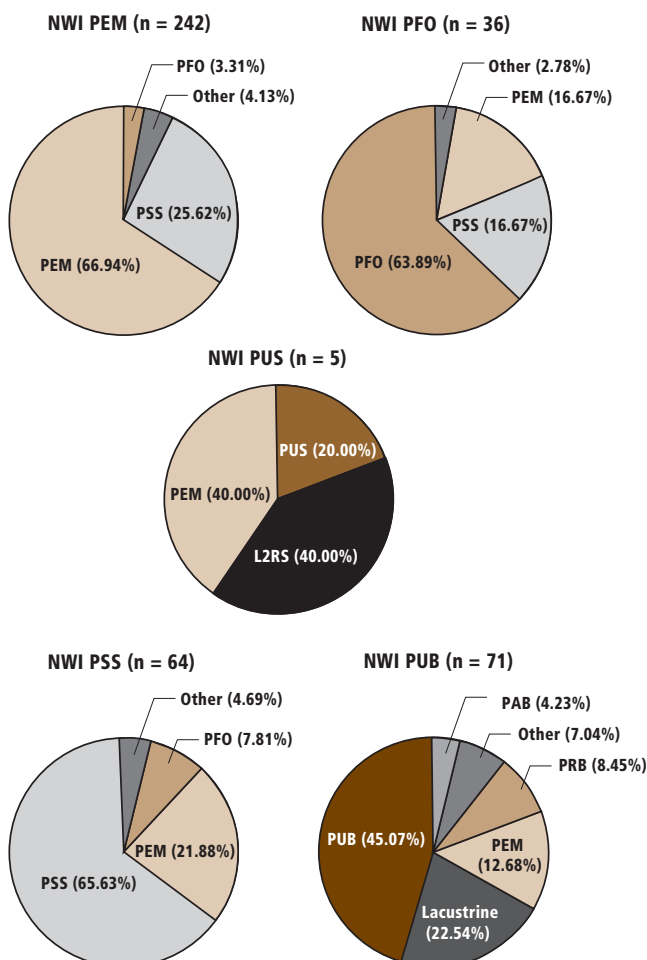 NWI PEM (n = 242)
PFO (3.31%)
Other (4.13%)
PSS (25.62%)
PEM (66.94%)
NWI PFO (n = 36)
Other (2.78%)
PEM (16.67%)
PSS (16.67%)
PFO (63.89%)
NWI PUS (n = 5)
PUS (20.00%)
PEM (40.00%)
L2RS (40.00%)
NWI PSS (n = 64)
Other (4.69%)
PFO (7.81%)
PEM (21.88%)
PSS (65.63%)
NWI PUB (n = 71)
PAB (4.23%)
Other (7.04%)
PRB (8.45%)
PUB (45.07%)
PEM
(12.68%)
Lacustrine
(22.54%)